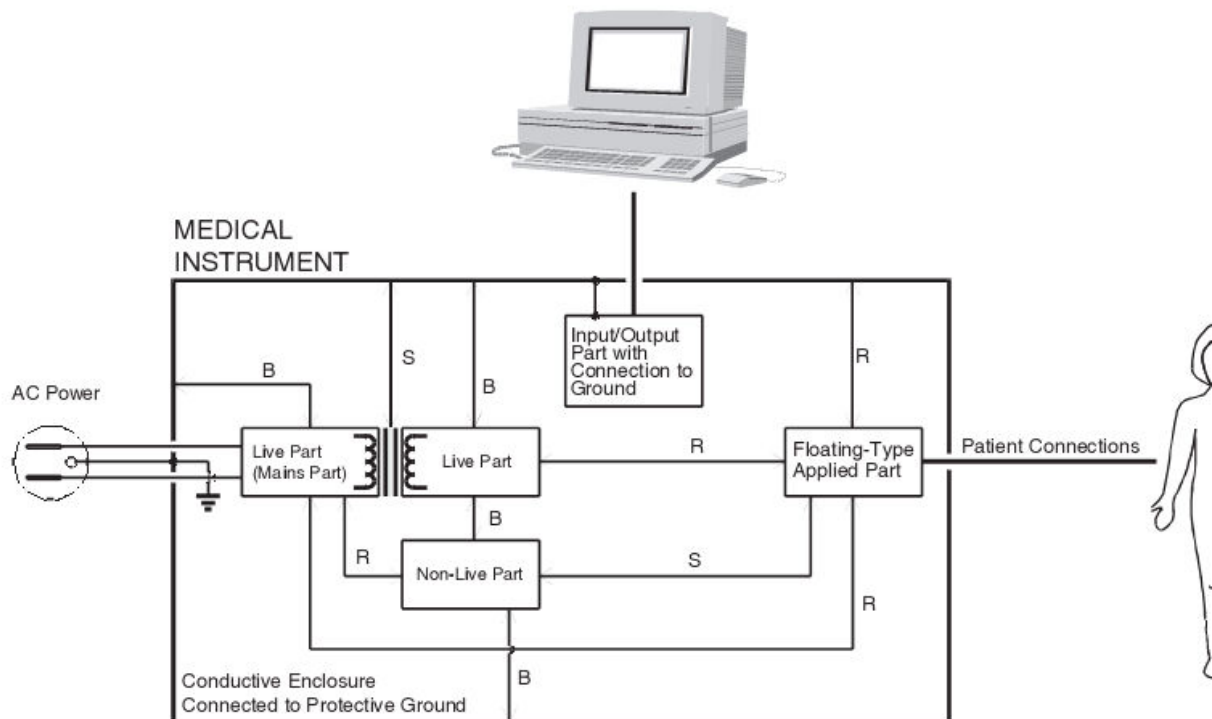 MEDICAL
INSTRUMENT
Input/Output
Part with
Connection to
Ground
S
R
B
B
AC Power
Live Part
(Mains Part)
Live Part
R
Floating-Type
Applied Part
Patient Connections
B
R
Non-Live Part
S
R
B
Conductive Enclosure
Connected to Protective Ground